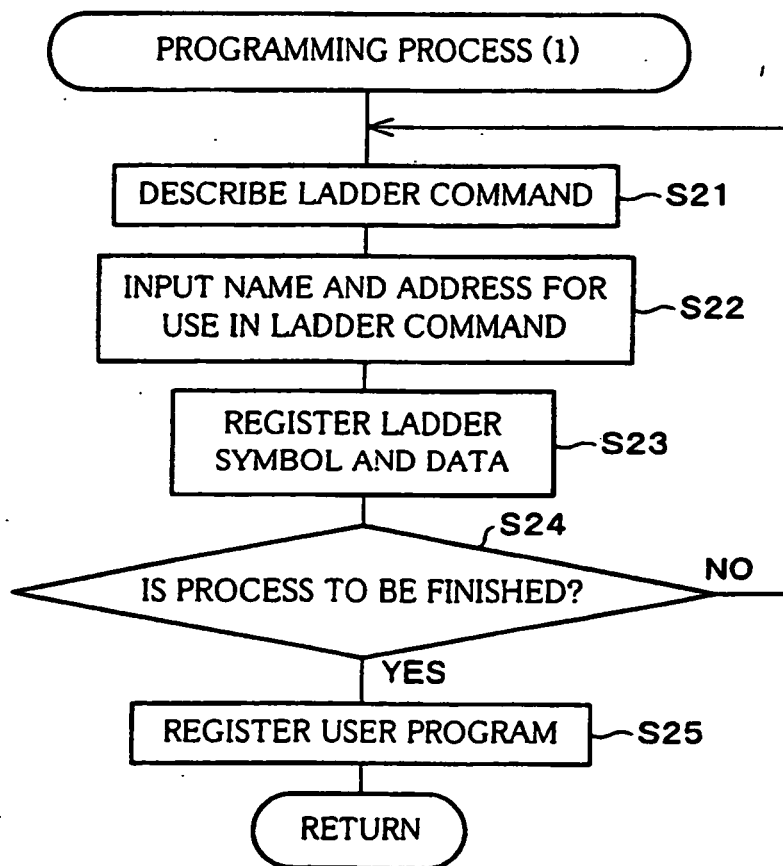 PROGRAMMING PROCESS (1)
DESCRIBE LADDER COMMAND
S21
INPUT NAME AND ADDRESS FOR
USE IN LADDER COMMAND
S22
REGISTER LADDER
SYMBOL AND DATA
S23
S24
IS PROCESS TO BE FINISHED?
NO
YES
REGISTER USER PROGRAM
S25
RETURN